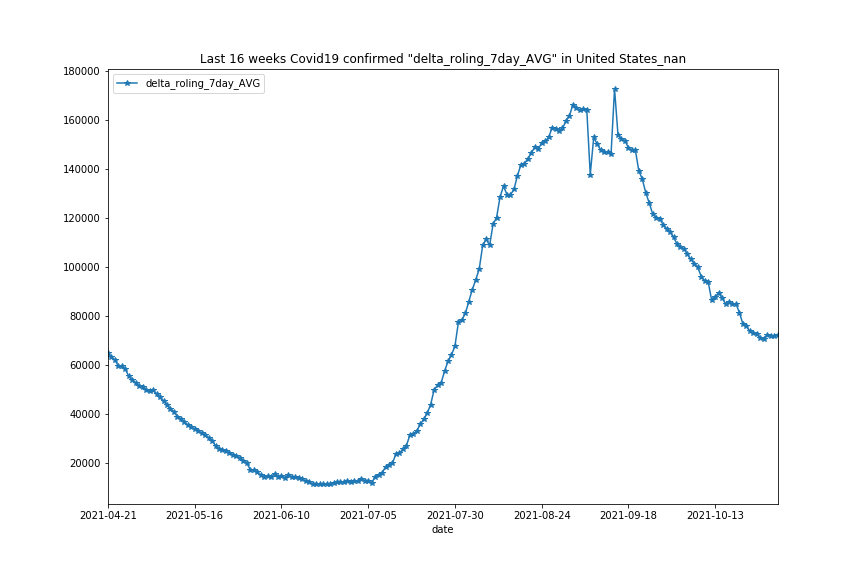 Last 16 weeks Covid19 confirmed "delta_roling_7day_AVG" in United States_nan
delta_roling_7day_AVG
180000
160000
140000
120000
100000
80000
60000
40000
20000
2021-04-21 2021-05-16 2021-06-10 2021-07-05 2021-07-30 2021-08-24 2021-09-18 2021-10-13
date